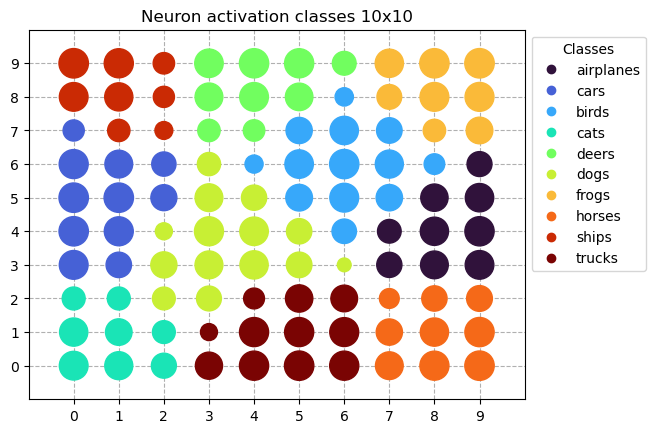 Neuron activation classes 10x10
9
8
7
6
5
4
3
2
1
0
0 1 2 3 4 5 6 7 8 9
Classes
airplanes
cars
birds
cats
deers
dogs
frogs
horses
ships
trucks